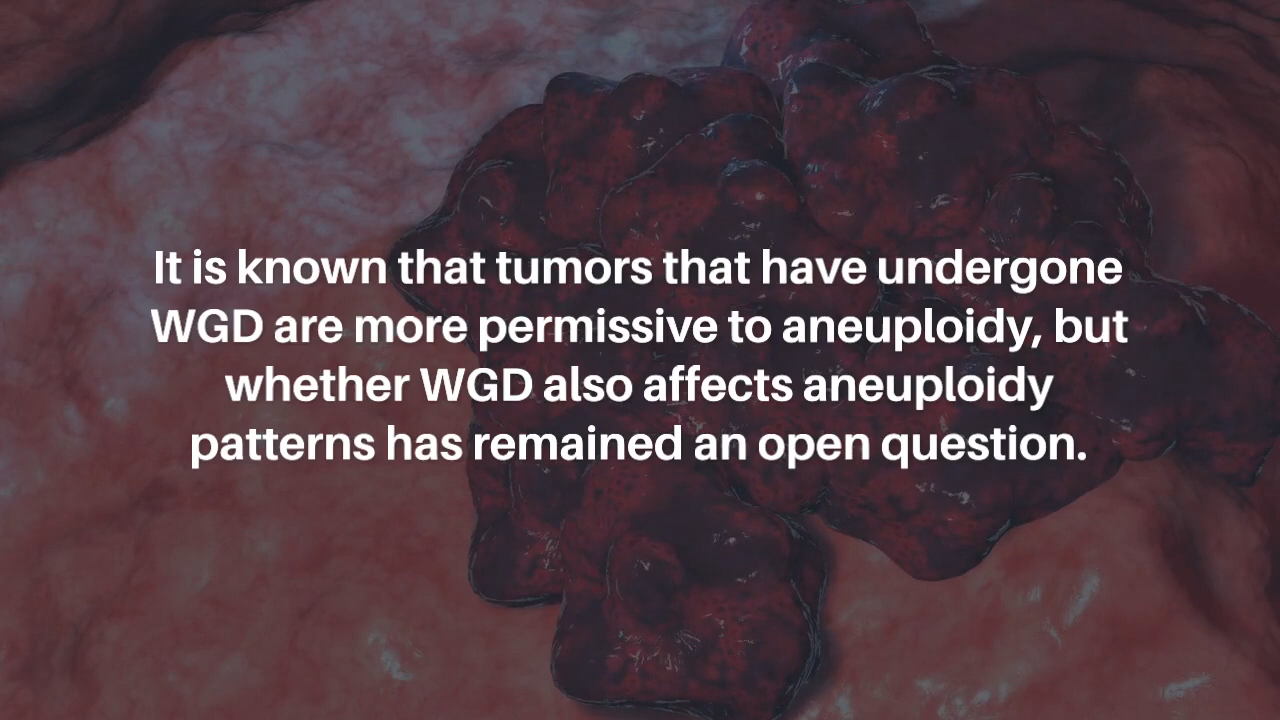 It is known that tumors that have undergone
WGD are more permissive to aneuploidy, but
whether WGD also affects aneuploidy
patterns has remained an open question.